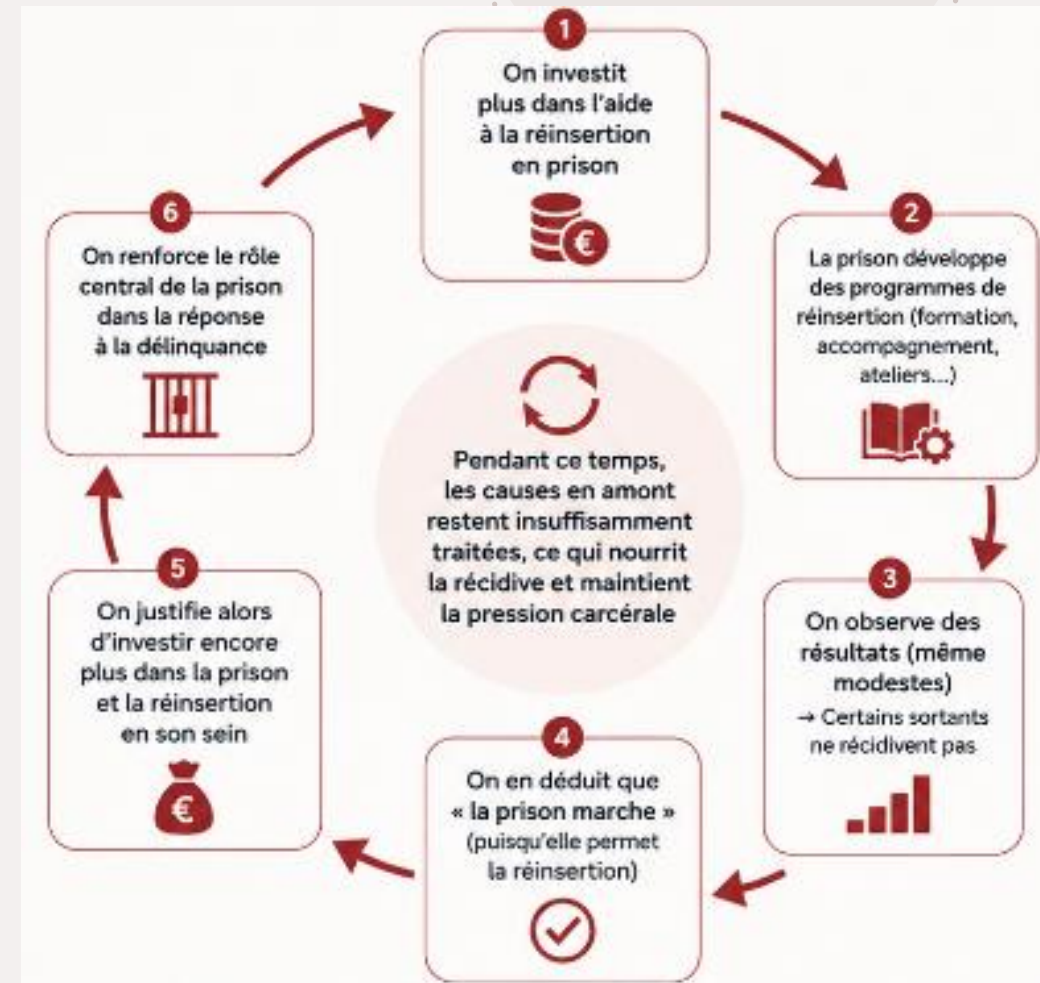 1
On investit
plus dans l'aide
à la réinsertion
en prison
€
2
La prison développe
des programmes de
réinsertion (formation,
accompagnement,
ateliers...)
3
On observe des
résultats (même
modestes)
→ Certains sortants
ne récidivent pas
4
On en déduit que
« la prison marche »
(puisqu'elle permet
la réinsertion)
5
On justifie alors
d'investir encore
plus dans la prison
et la réinsertion
en son sein
€
6
On renforce le rôle
central de la prison
dans la réponse
à la délinquance
Pendant ce temps,
les causes en amont
restent insuffisamment
traitées, ce qui nourrit
la récidive et maintient
la pression carcérale